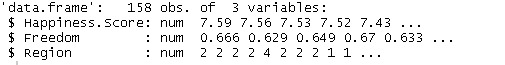 'data.frame':   158 obs. of  3 variables:
 $ Happiness.Score: num  7.59 7.56 7.53 7.52 7.43 ...
 $ Freedom        : num  0.666 0.629 0.649 0.67 0.633 ...
 $ Region         : num  2 2 2 2 4 2 2 2 1 1 ...